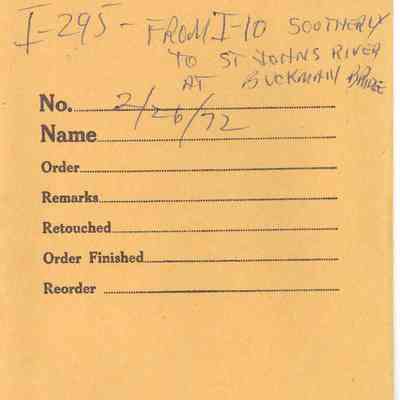 I-295 - FROM I-10 SOOTHERLY
TO ST JOHNS RIVER
AT BUCKMAN BRIDGE
No. 2/26/72
Name
Order
Remarks
Retouched
Order Finished
Reorder